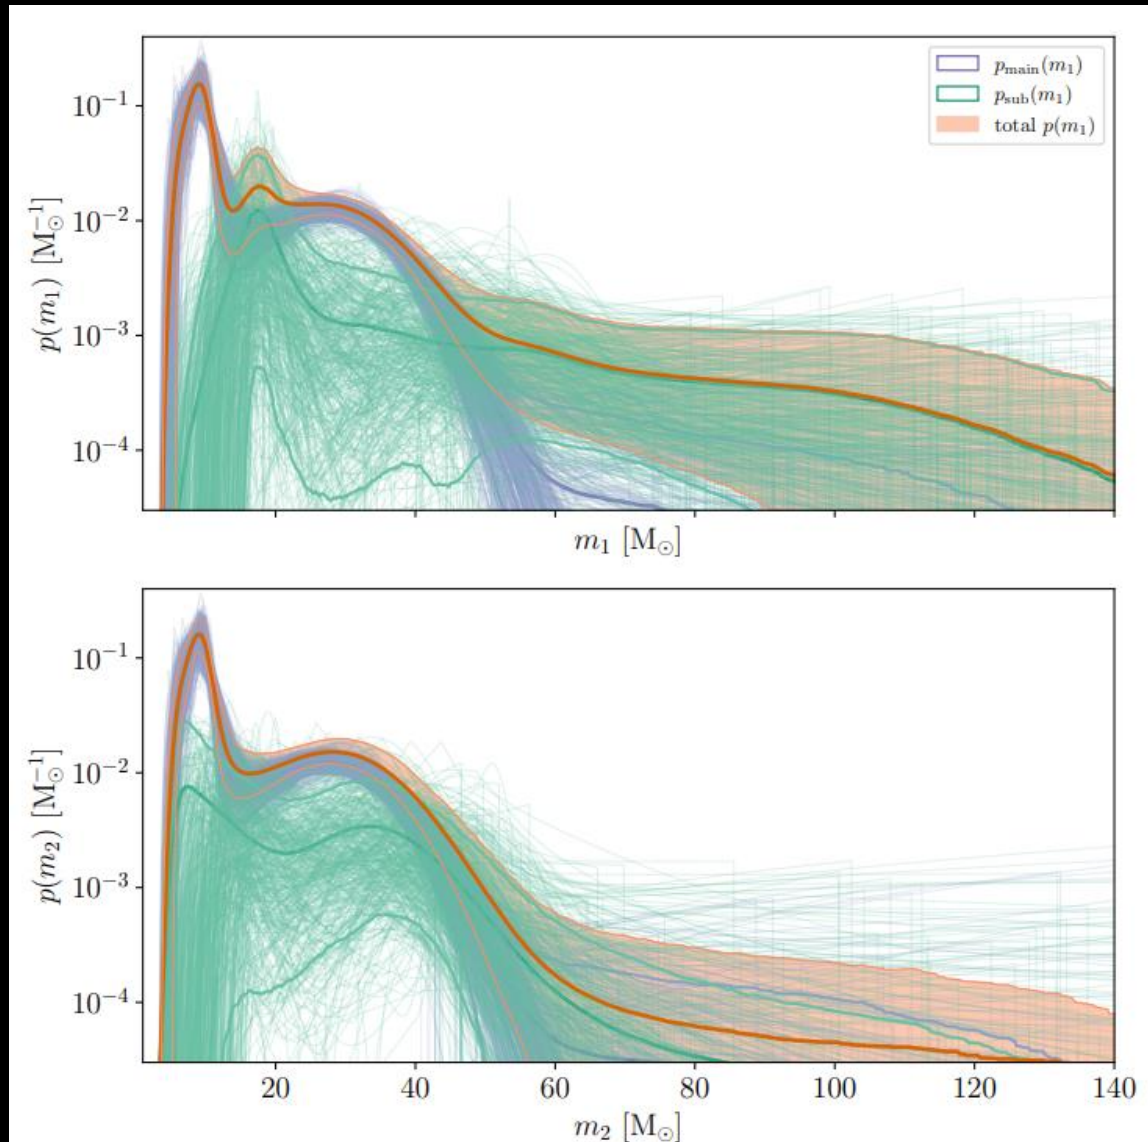 p_main(m_1)
p_sub(m_1)
total p(m_1)
10^{-1}
10^{-2}
10^{-3}
10^{-4}
p(m_1) [M_⊙^{-1}]
m_1 [M_⊙]
10^{-1}
10^{-2}
10^{-3}
10^{-4}
p(m_2) [M_⊙^{-1}]
20 40 60 80 100 120 140
m_2 [M_⊙]